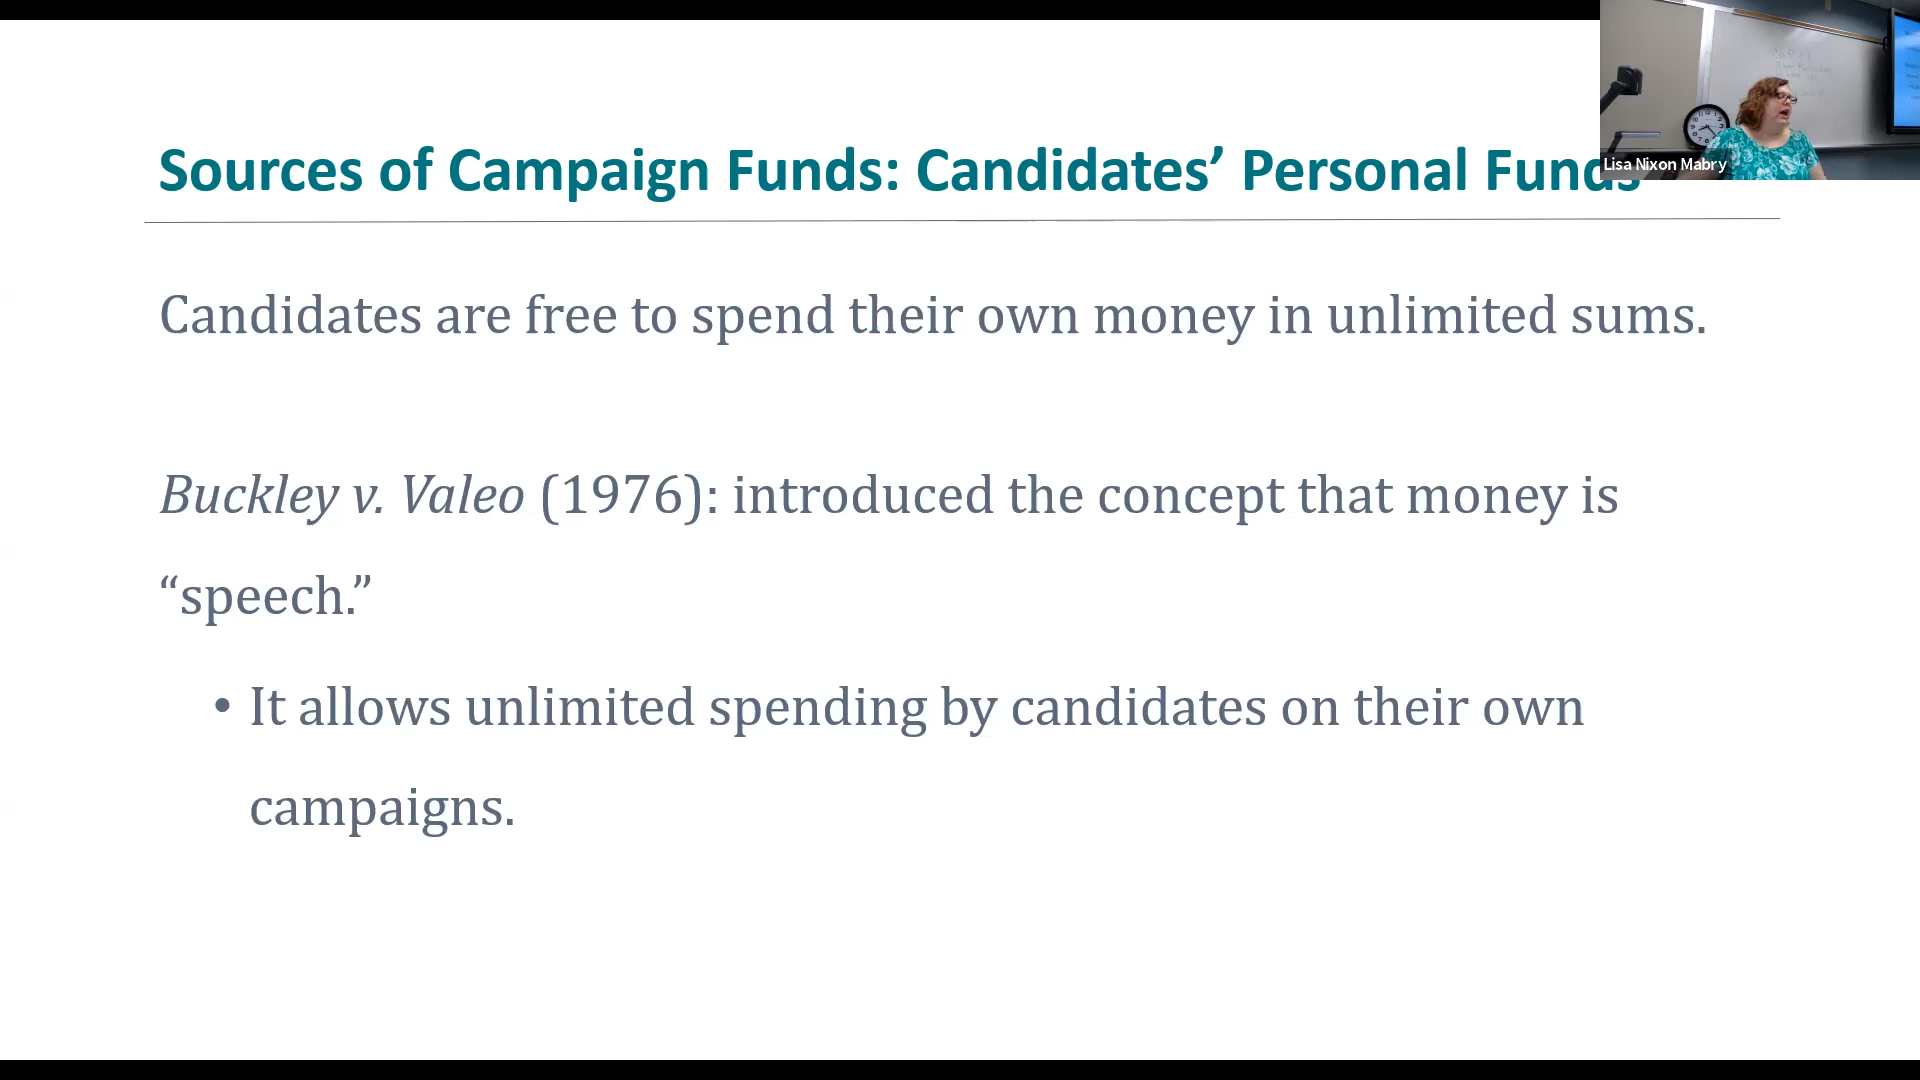 Sources of Campaign Funds: Candidates’ Personal Funds
Lisa Nixon Mabry
Candidates are free to spend their own money in unlimited sums.
Buckley v. Valeo (1976): introduced the concept that money is
“speech.”
• It allows unlimited spending by candidates on their own
campaigns.